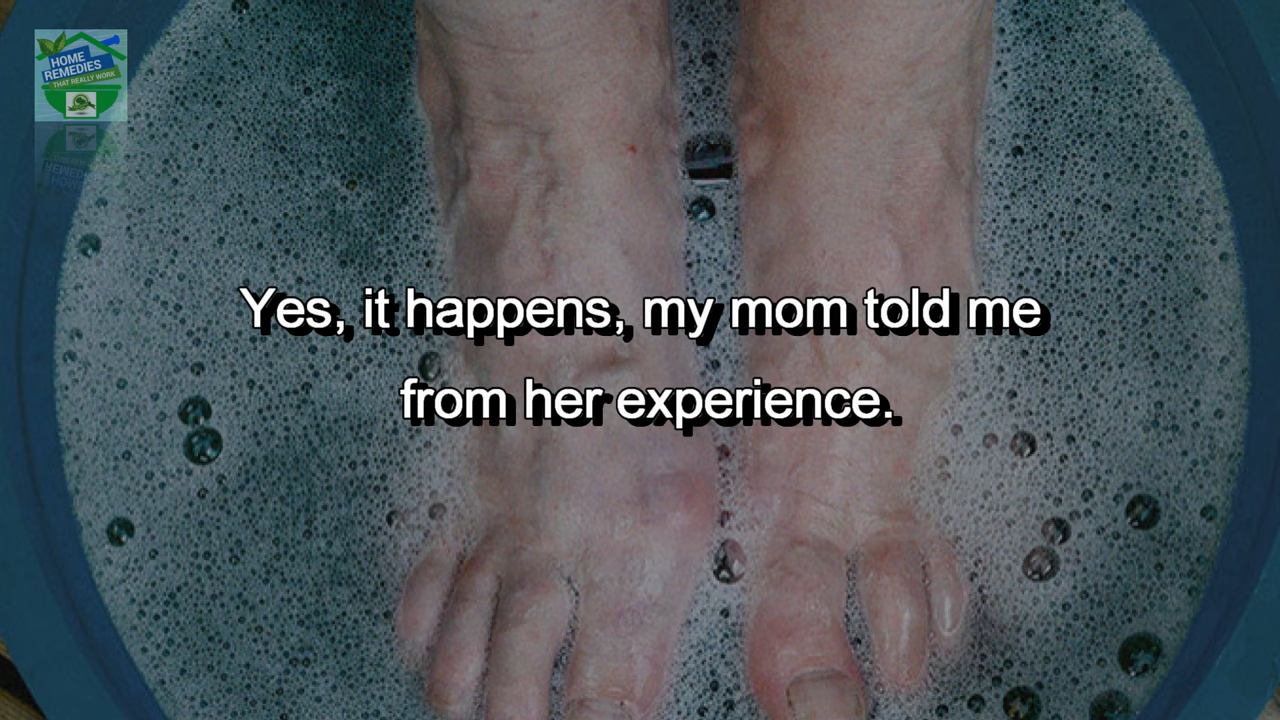 HOME
REMEDIES
THAT REALLY WORK
Yes, it happens, my mom told me
from her experience.